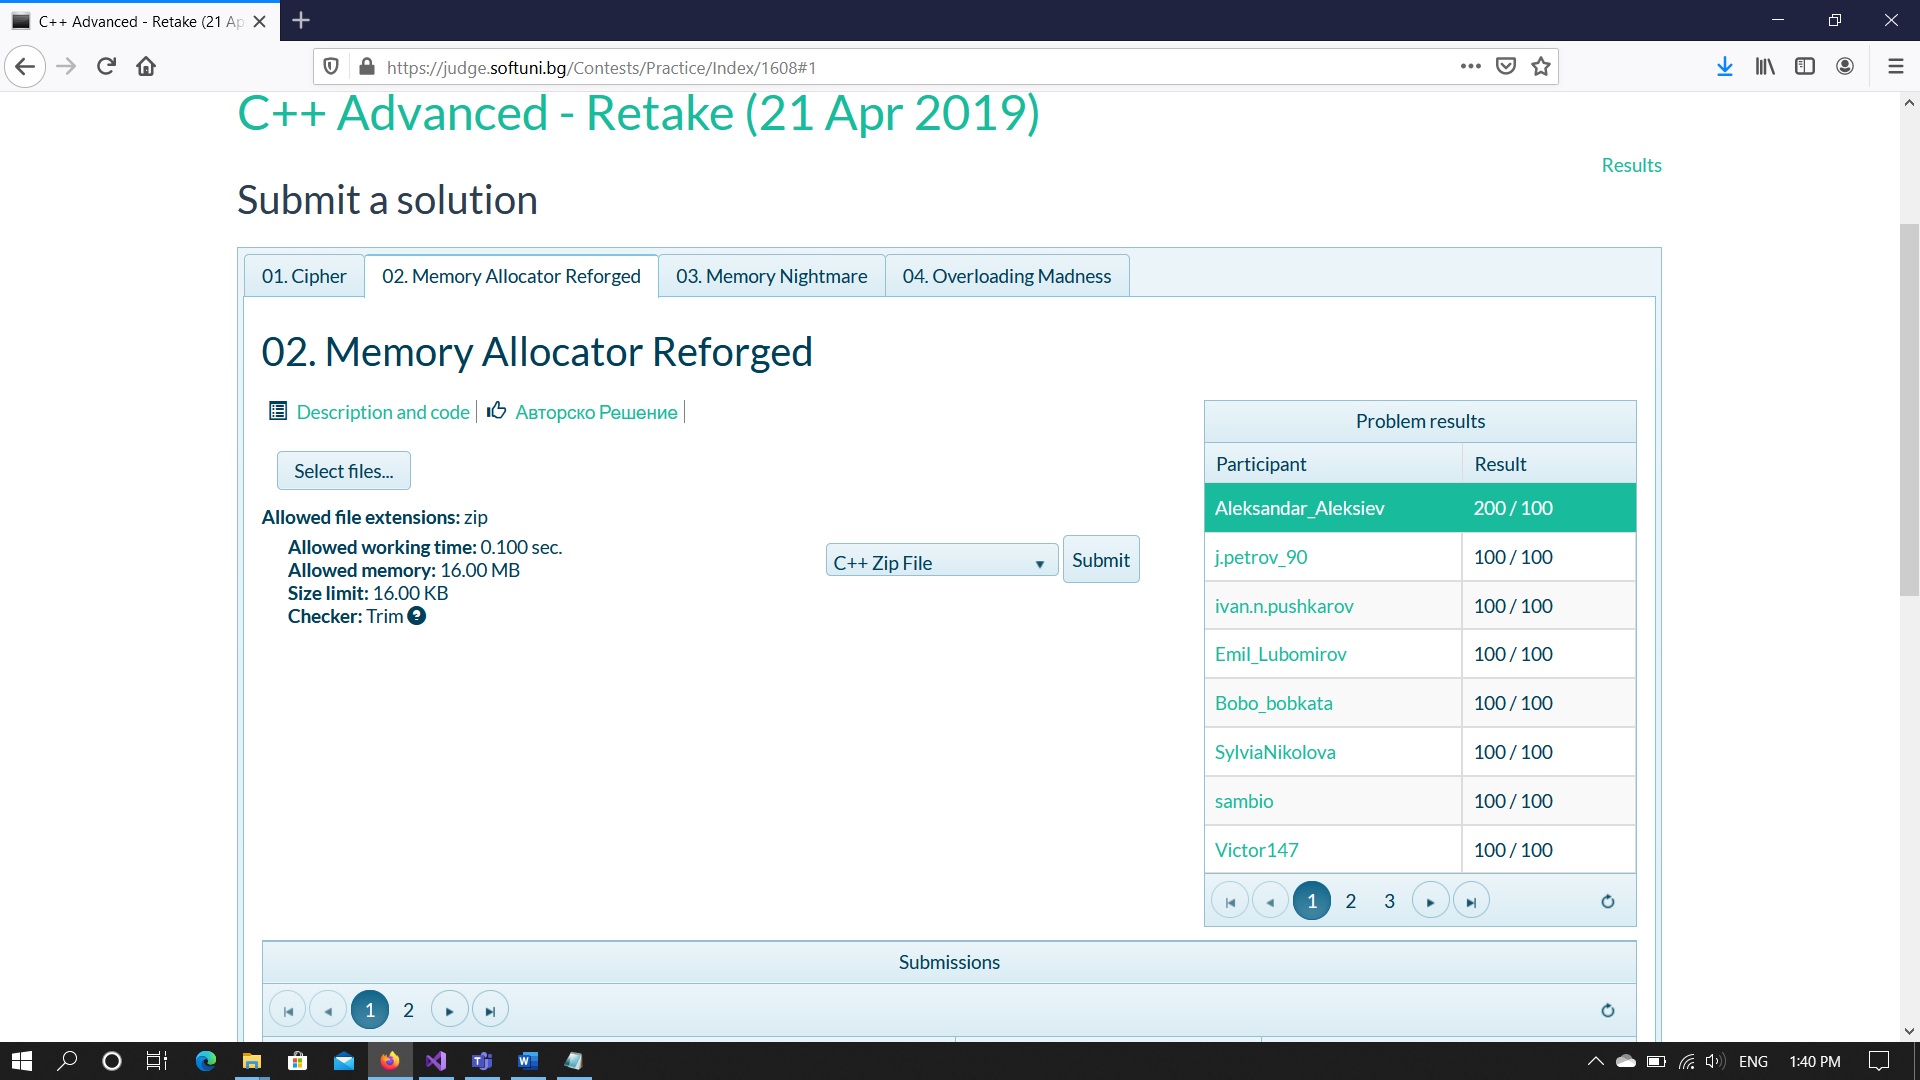 C++ Advanced - Retake (21 Ap
https://judge.softuni.bg/Contests/Practice/Index/1608#1
C++ Advanced - Retake (21 Apr 2019)
Results
Submit a solution
01. Cipher
02. Memory Allocator Reforged
03. Memory Nightmare
04. Overloading Madness
02. Memory Allocator Reforged
Description and code
Авторско Решение
Select files...
Allowed file extensions: zip
Allowed working time: 0.100 sec.
Allowed memory: 16.00 MB
Size limit: 16.00 KB
Checker: Trim ?
C++ Zip File
Submit
Problem results
Participant Result
Aleksandar_Aleksiev 200 / 100
j.petrov_90 100 / 100
ivan.n.pushkarov 100 / 100
Emil_Lubomirov 100 / 100
Bobo_bobkata 100 / 100
SylviaNikolova 100 / 100
sambio 100 / 100
Victor147 100 / 100
1 2 3
Submissions
1 2
ENG 1:40 PM